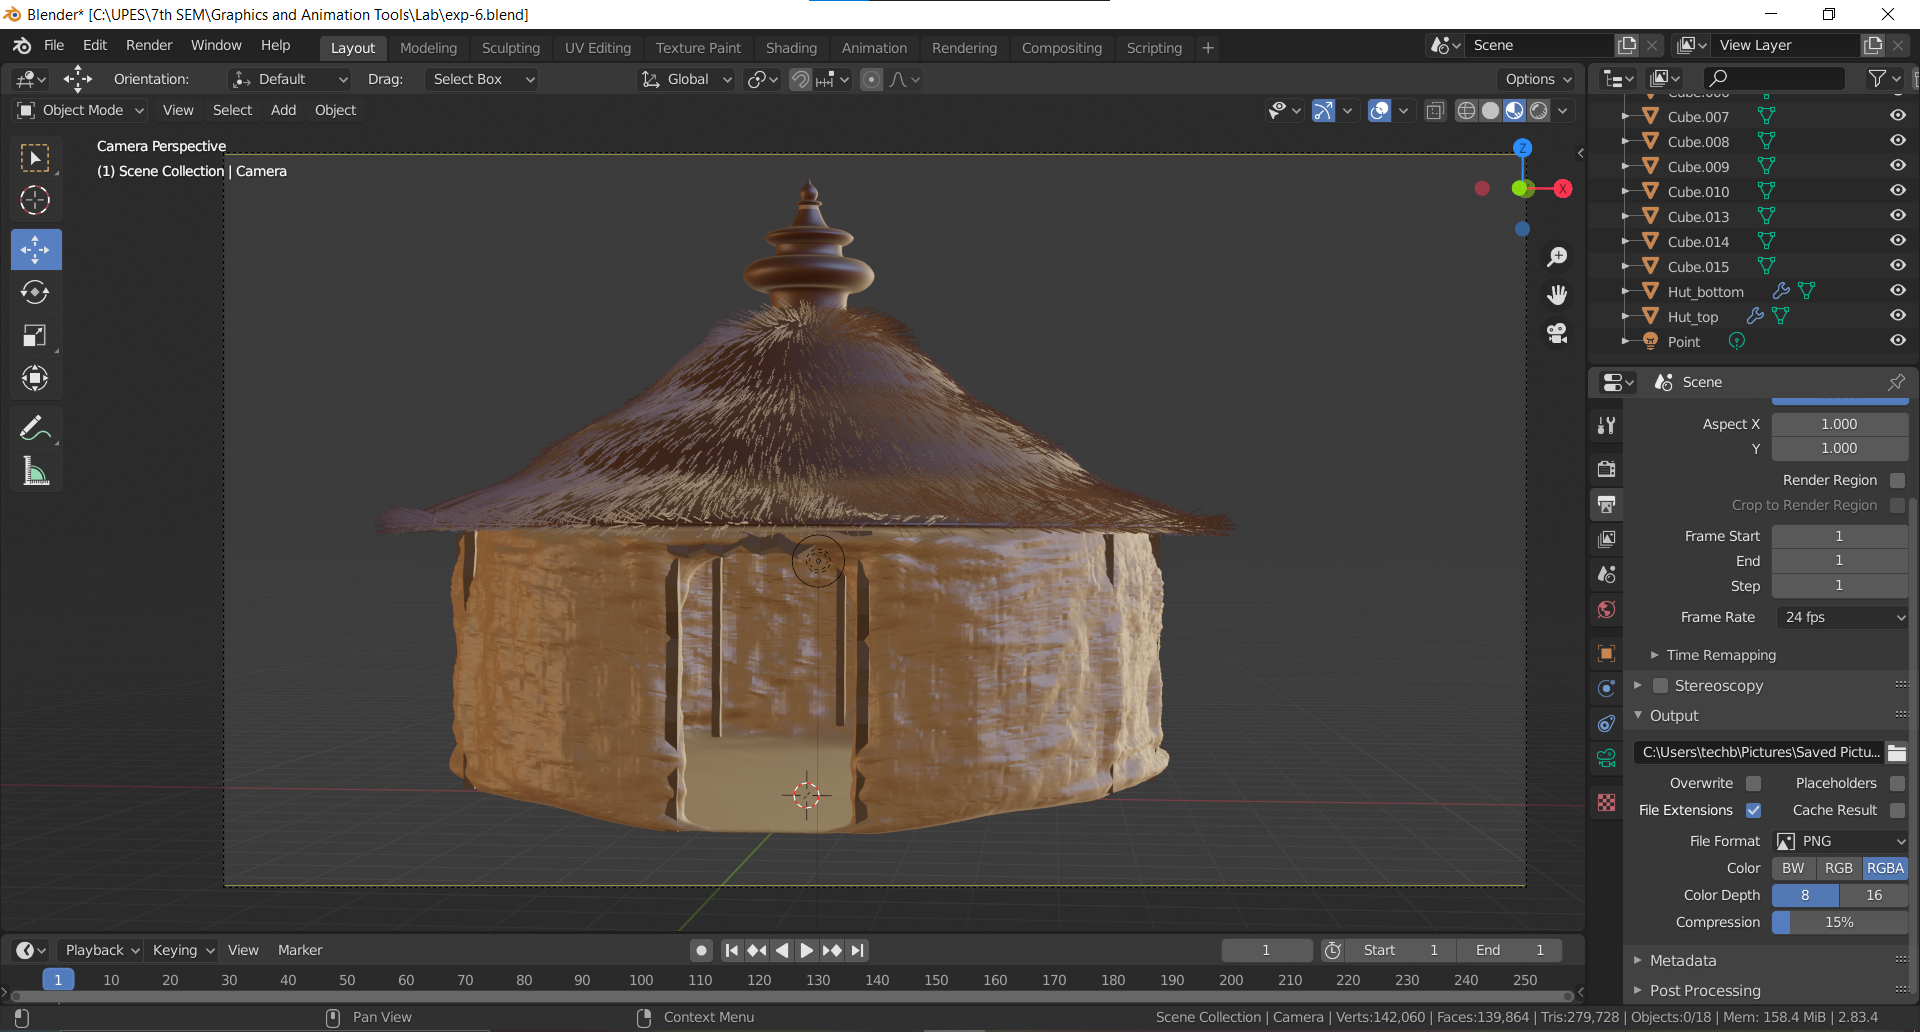 Blender* [C:\UPES\7th SEM\Graphics and Animation Tools\Lab\exp-6.blend]
File Edit Render Window Help Layout Modeling Sculpting UV Editing Texture Paint Shading Animation Rendering Compositing Scripting + Scene View Layer
Orientation: Default Drag: Select Box Global Options
Object Mode View Select Add Object
Camera Perspective
(1) Scene Collection | Camera
Z
X
Cube.007
Cube.008
Cube.009
Cube.010
Cube.013
Cube.014
Cube.015
Hut_bottom
Hut_top
Point
Scene
Aspect X 1.000
Y 1.000
Render Region
Crop to Render Region
Frame Start 1
End 1
Step 1
Frame Rate 24 fps
Time Remapping
Stereoscopy
Output
C:\Users\techb\Pictures\Saved Pictu...
Overwrite Placeholders
File Extensions Cache Result
File Format PNG
Color BW RGB RGBA
Color Depth 8 16
Compression 15%
Metadata
Post Processing
Playback Keying View Marker 1 Start 1 End 1
1 10 20 30 40 50 60 70 80 90 100 110 120 130 140 150 160 170 180 190 200 210 220 230 240 250
Pan View Context Menu Scene Collection | Camera | Verts:142,060 | Faces:139,864 | Tris:279,728 | Objects:0/18 | Mem: 158.4 MiB | 2.83.4